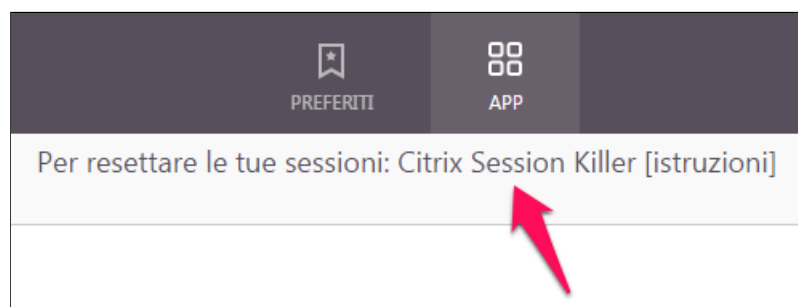 PREFERITI
APP
Per resettare le tue sessioni: Citrix Session Killer [istruzioni]